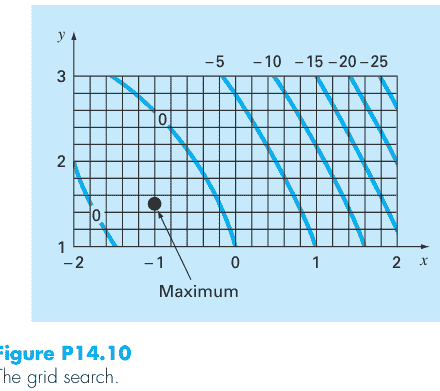 y
-5 -10 -15 -20 -25
3
0
2
0
1
-2 -1 0 1 2 x
Maximum
Figure P14.10
The grid search.